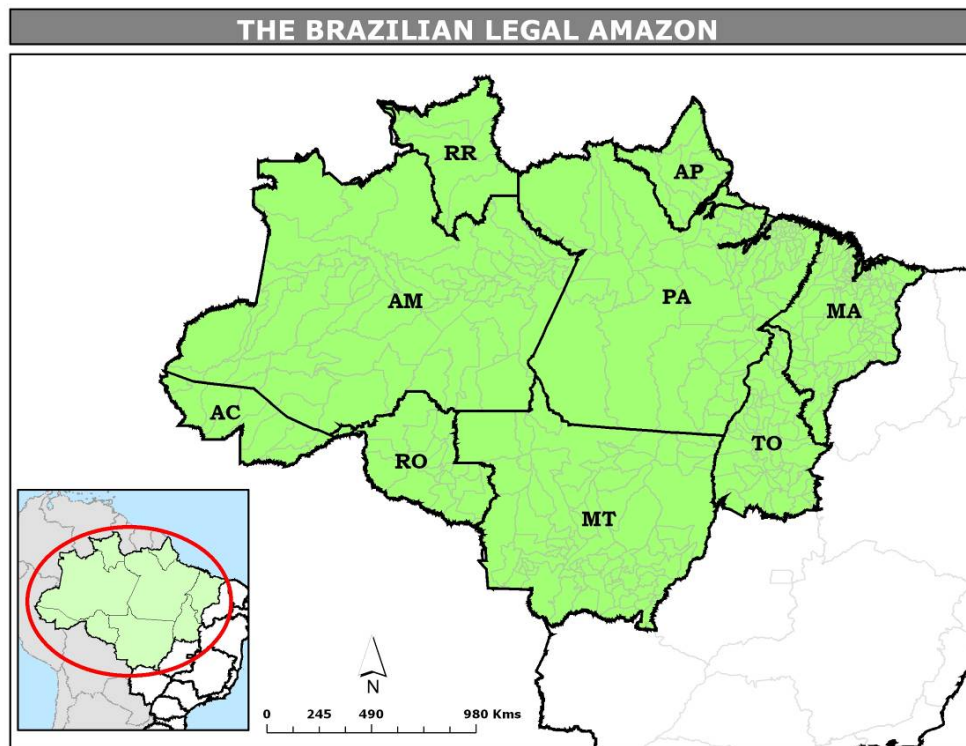 THE BRAZILIAN LEGAL AMAZON
RR
AP
AM
PA
MA
AC
RO
TO
MT
N
0 245 490 980 Kms